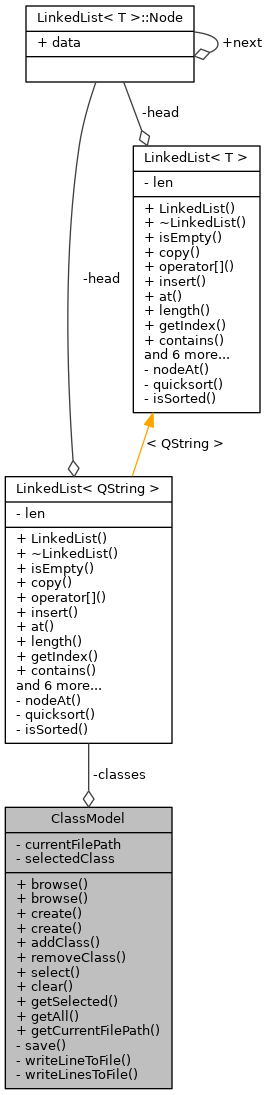 LinkedList< T >::Node
+ data
+next
-head
LinkedList< T >
- len
+ LinkedList()
+ ~LinkedList()
+ isEmpty()
+ copy()
+ operator[]()
+ insert()
+ at()
+ length()
+ getIndex()
+ contains()
and 6 more...
- nodeAt()
- quicksort()
- isSorted()
-head
< QString >
LinkedList< QString >
- len
+ LinkedList()
+ ~LinkedList()
+ isEmpty()
+ copy()
+ operator[]()
+ insert()
+ at()
+ length()
+ getIndex()
+ contains()
and 6 more...
- nodeAt()
- quicksort()
- isSorted()
-classes
ClassModel
- currentFilePath
- selectedClass
+ browse()
+ browse()
+ create()
+ create()
+ addClass()
+ removeClass()
+ select()
+ clear()
+ getSelected()
+ getAll()
+ getCurrentFilePath()
- save()
- writeLineToFile()
- writeLinesToFile()